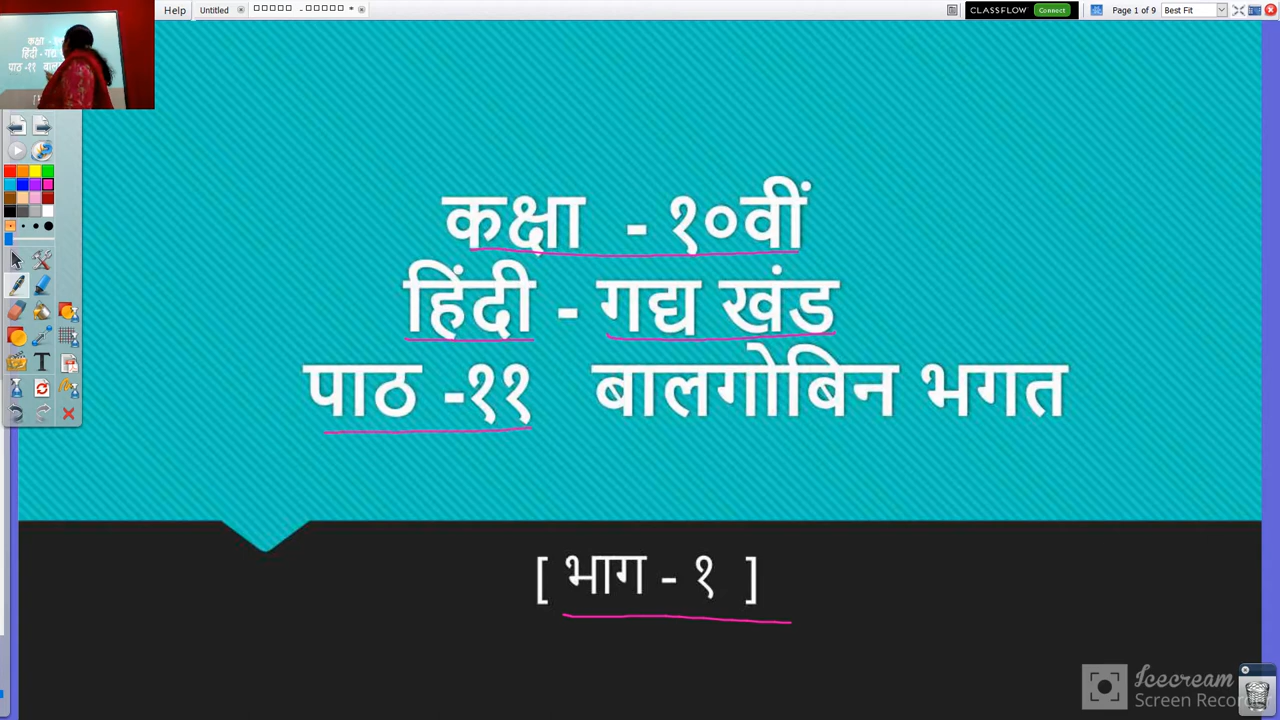 Help Untitled CLASSFLOW Connect Page 1 of 9 Best Fit
कक्षा - १०वीं
हिंदी - गद्य खंड
पाठ -११ बालगोबिन भगत
[ भाग - १ ]
Icecream
Screen Recorder